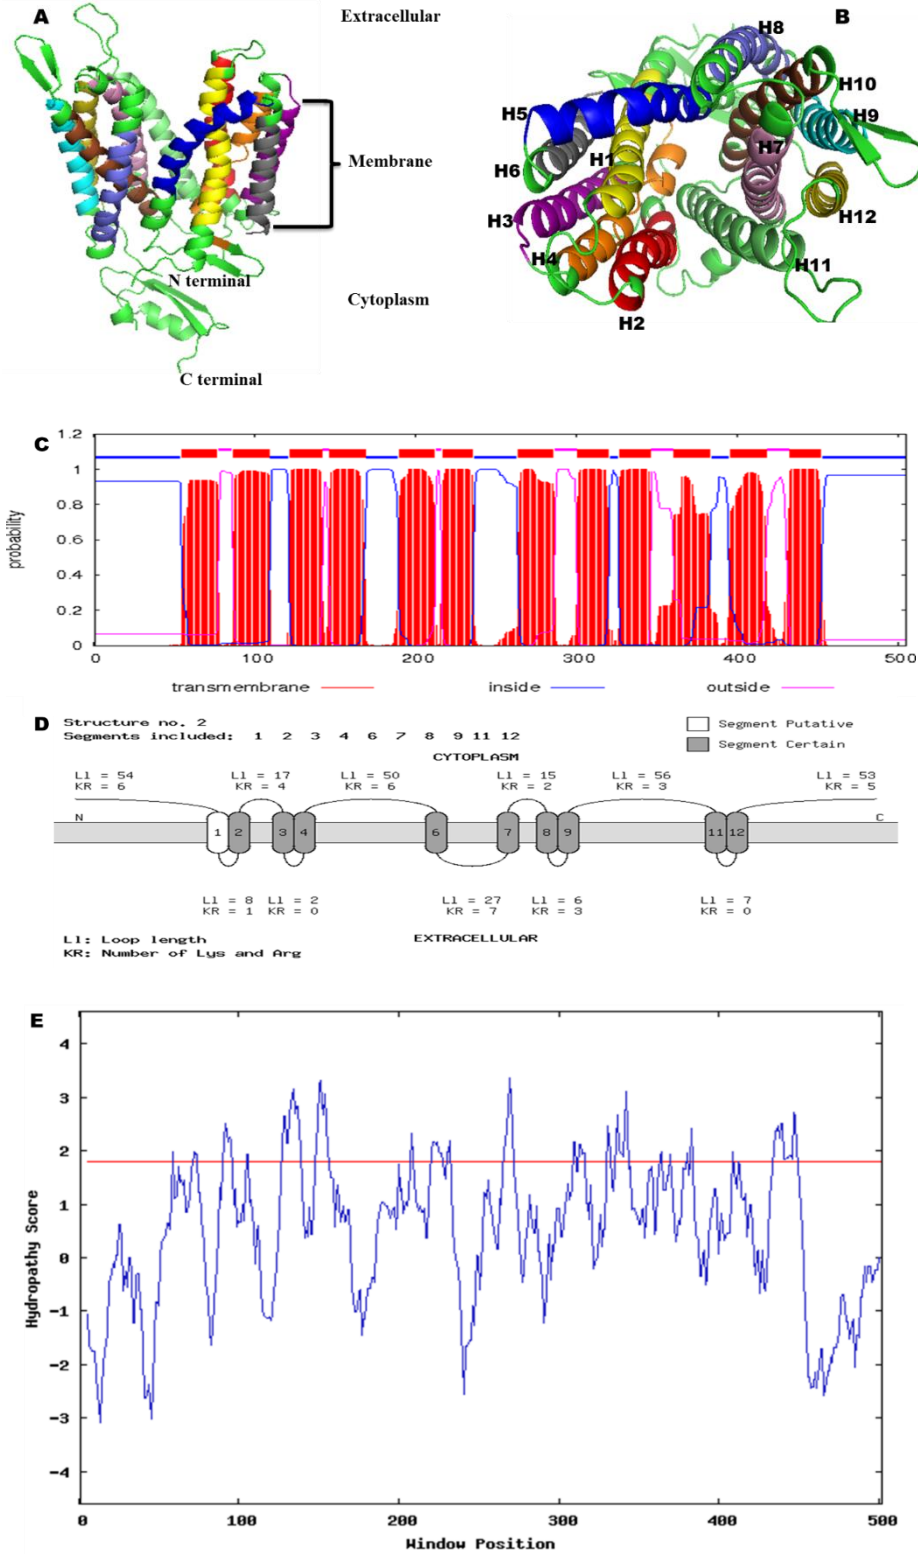 A
Extracellular
Membrane
N terminal
Cytoplasm
C terminal
B
H8
H10
H5
H9
H7
H1
H6
H12
H3
H4
H11
H2
C
1.2
1
0.8
0.6
0.4
0.2
0
probability
0 100 200 300 400 500
transmembrane inside outside
D
Structure no. 2
Segments included: 1 2 3 4 6 7 8 9 11 12
Segment Putative
Segment Certain
CYTOPLASM
Ll = 54 Ll = 17 Ll = 50 Ll = 15 Ll = 56 Ll = 53
KR = 6 KR = 4 KR = 6 KR = 2 KR = 3 KR = 5
N C
1 2 3 4 6 7 8 9 11 12
Ll = 8 Ll = 2 Ll = 27 Ll = 6 Ll = 7
KR = 1 KR = 0 KR = 7 KR = 3 KR = 0
Ll: Loop length
EXTRACELLULAR
KR: Number of Lys and Arg
E
4
3
2
1
0
-1
-2
-3
-4
Hydropathy Score
0 100 200 300 400 500
Window Position